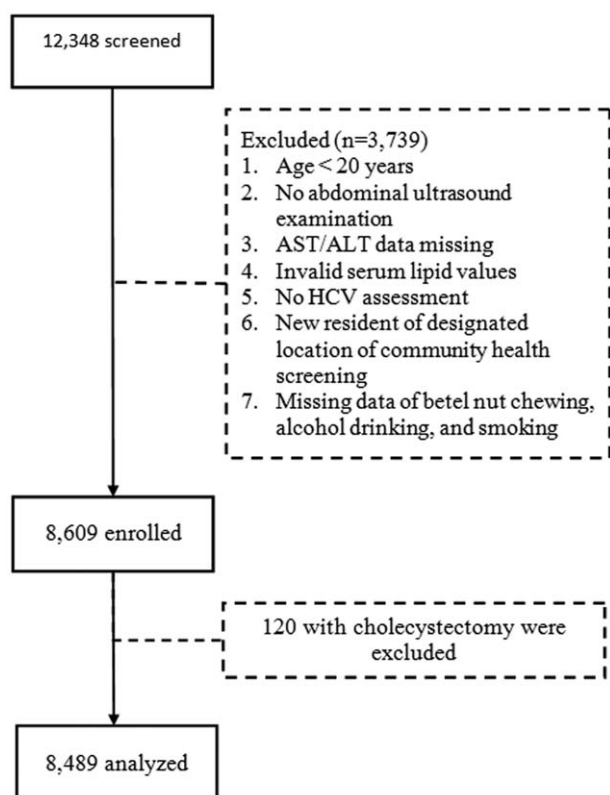 12,348 screened
Excluded (n=3,739)
1. Age < 20 years
2. No abdominal ultrasound
examination
3. AST/ALT data missing
4. Invalid serum lipid values
5. No HCV assessment
6. New resident of designated
location of community health
screening
7. Missing data of betel nut chewing,
alcohol drinking, and smoking
8,609 enrolled
120 with cholecystectomy were
excluded
8,489 analyzed